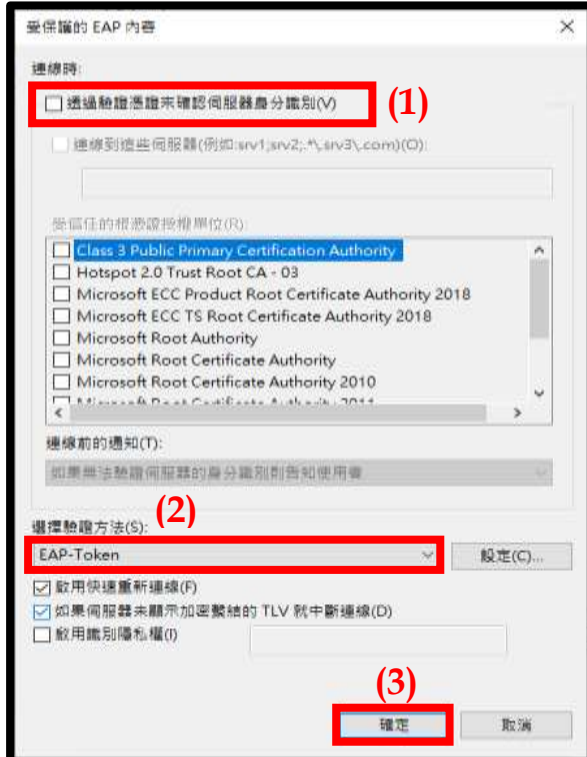 受保護的 EAP 內容
連線時:
透過驗證憑證來確認伺服器身分識別(V)
(1)
連線到這些伺服器(例如:srv1;srv2;.*\.srv3\.com)(O):
受信任的根憑證授權單位(R):
Class 3 Public Primary Certification Authority
Hotspot 2.0 Trust Root CA - 03
Microsoft ECC Product Root Certificate Authority 2018
Microsoft ECC TS Root Certificate Authority 2018
Microsoft Root Authority
Microsoft Root Certificate Authority
Microsoft Root Certificate Authority 2010
Microsoft Root Certificate Authority 2011
連線前的通知(T):
如果無法驗證伺服器的身分識別則告知使用者
(2)
選擇驗證方法(S):
EAP-Token
設定(C)...
啟用快速重新連線(F)
如果伺服器未顯示加密繫結的 TLV 就中斷連線(D)
啟用識別隱私權(I)
(3)
確定
取消